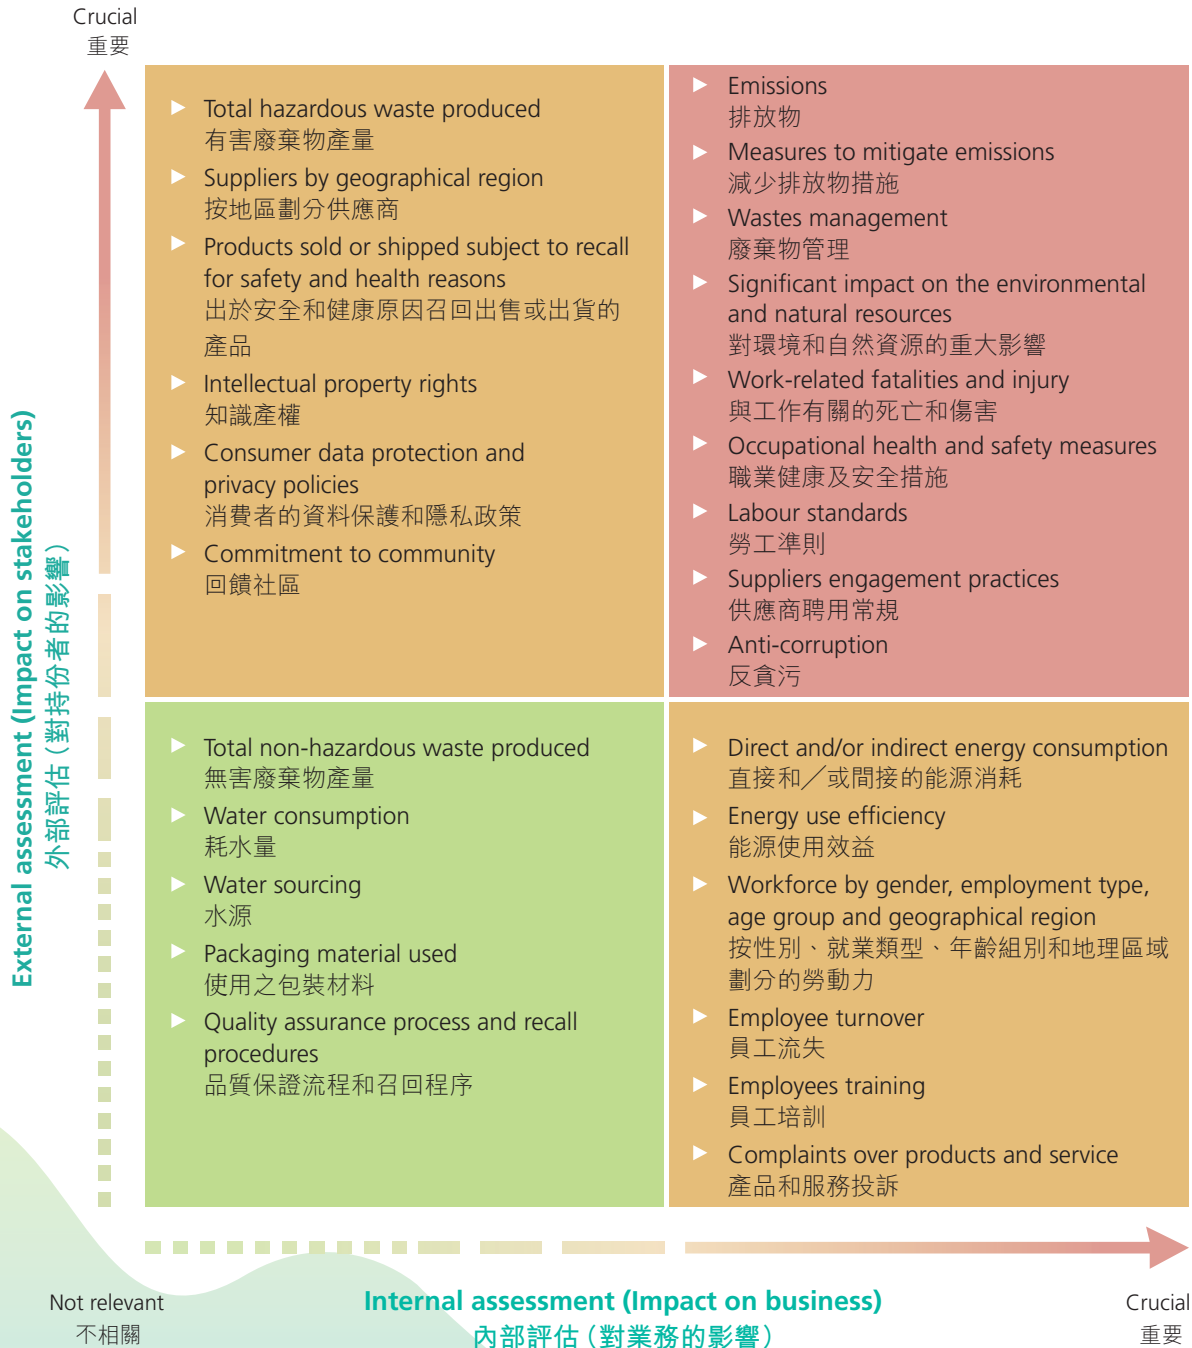 Crucial
重要
External assessment (Impact on stakeholders)
外部評估（對持份者的影響）
Total hazardous waste produced
有害廢棄物產量
Suppliers by geographical region
按地區劃分供應商
Products sold or shipped subject to recall
for safety and health reasons
出於安全和健康原因召回出售或出貨的
產品
Intellectual property rights
知識產權
Consumer data protection and
privacy policies
消費者的資料保護和隱私政策
Commitment to community
回饋社區
Emissions
排放物
Measures to mitigate emissions
減少排放物措施
Wastes management
廢棄物管理
Significant impact on the environmental
and natural resources
對環境和自然資源的重大影響
Work-related fatalities and injury
與工作有關的死亡和傷害
Occupational health and safety measures
職業健康及安全措施
Labour standards
勞工準則
Suppliers engagement practices
供應商聘用常規
Anti-corruption
反貪污
Total non-hazardous waste produced
無害廢棄物產量
Water consumption
耗水量
Water sourcing
水源
Packaging material used
使用之包裝材料
Quality assurance process and recall
procedures
品質保證流程和召回程序
Direct and/or indirect energy consumption
直接和／或間接的能源消耗
Energy use efficiency
能源使用效益
Workforce by gender, employment type,
age group and geographical region
按性別、就業類型、年齡組別和地理區域
劃分的勞動力
Employee turnover
員工流失
Employees training
員工培訓
Complaints over products and service
產品和服務投訴
Not relevant
不相關
Internal assessment (Impact on business)
內部評估（對業務的影響）
Crucial
重要